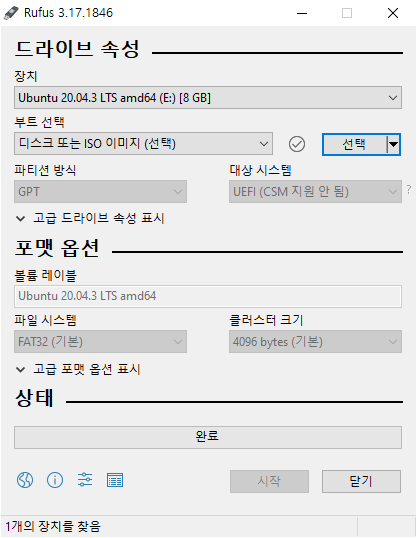 Rufus 3.17.1846
드라이브 속성
장치
Ubuntu 20.04.3 LTS amd64 (E:) [8 GB]
부트 선택
디스크 또는 ISO 이미지 (선택)
선택
파티션 방식
대상 시스템
GPT
UEFI (CSM 지원 안 됨)
?
고급 드라이브 속성 표시
포맷 옵션
볼륨 레이블
Ubuntu 20.04.3 LTS amd64
파일 시스템
클러스터 크기
FAT32 (기본)
4096 bytes (기본)
고급 포맷 옵션 표시
상태
완료
시작
닫기
1개의 장치를 찾음